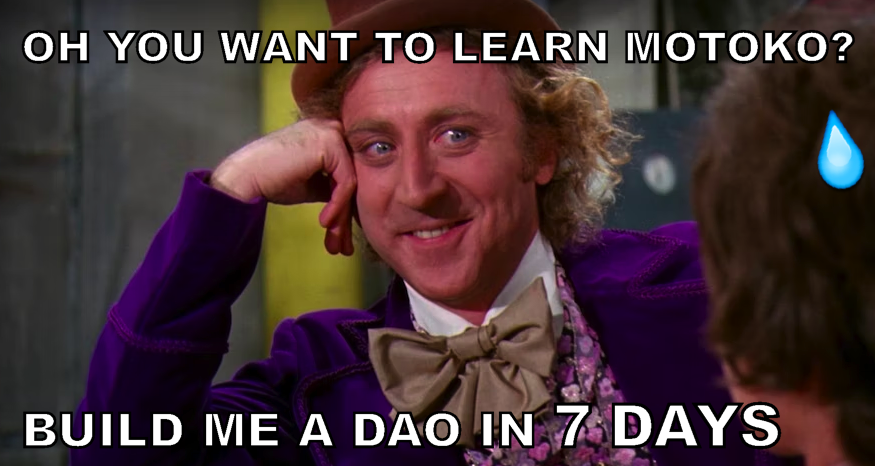 OH YOU WANT TO LEARN MOTOKO?
BUILD ME A DAO IN 7 DAYS